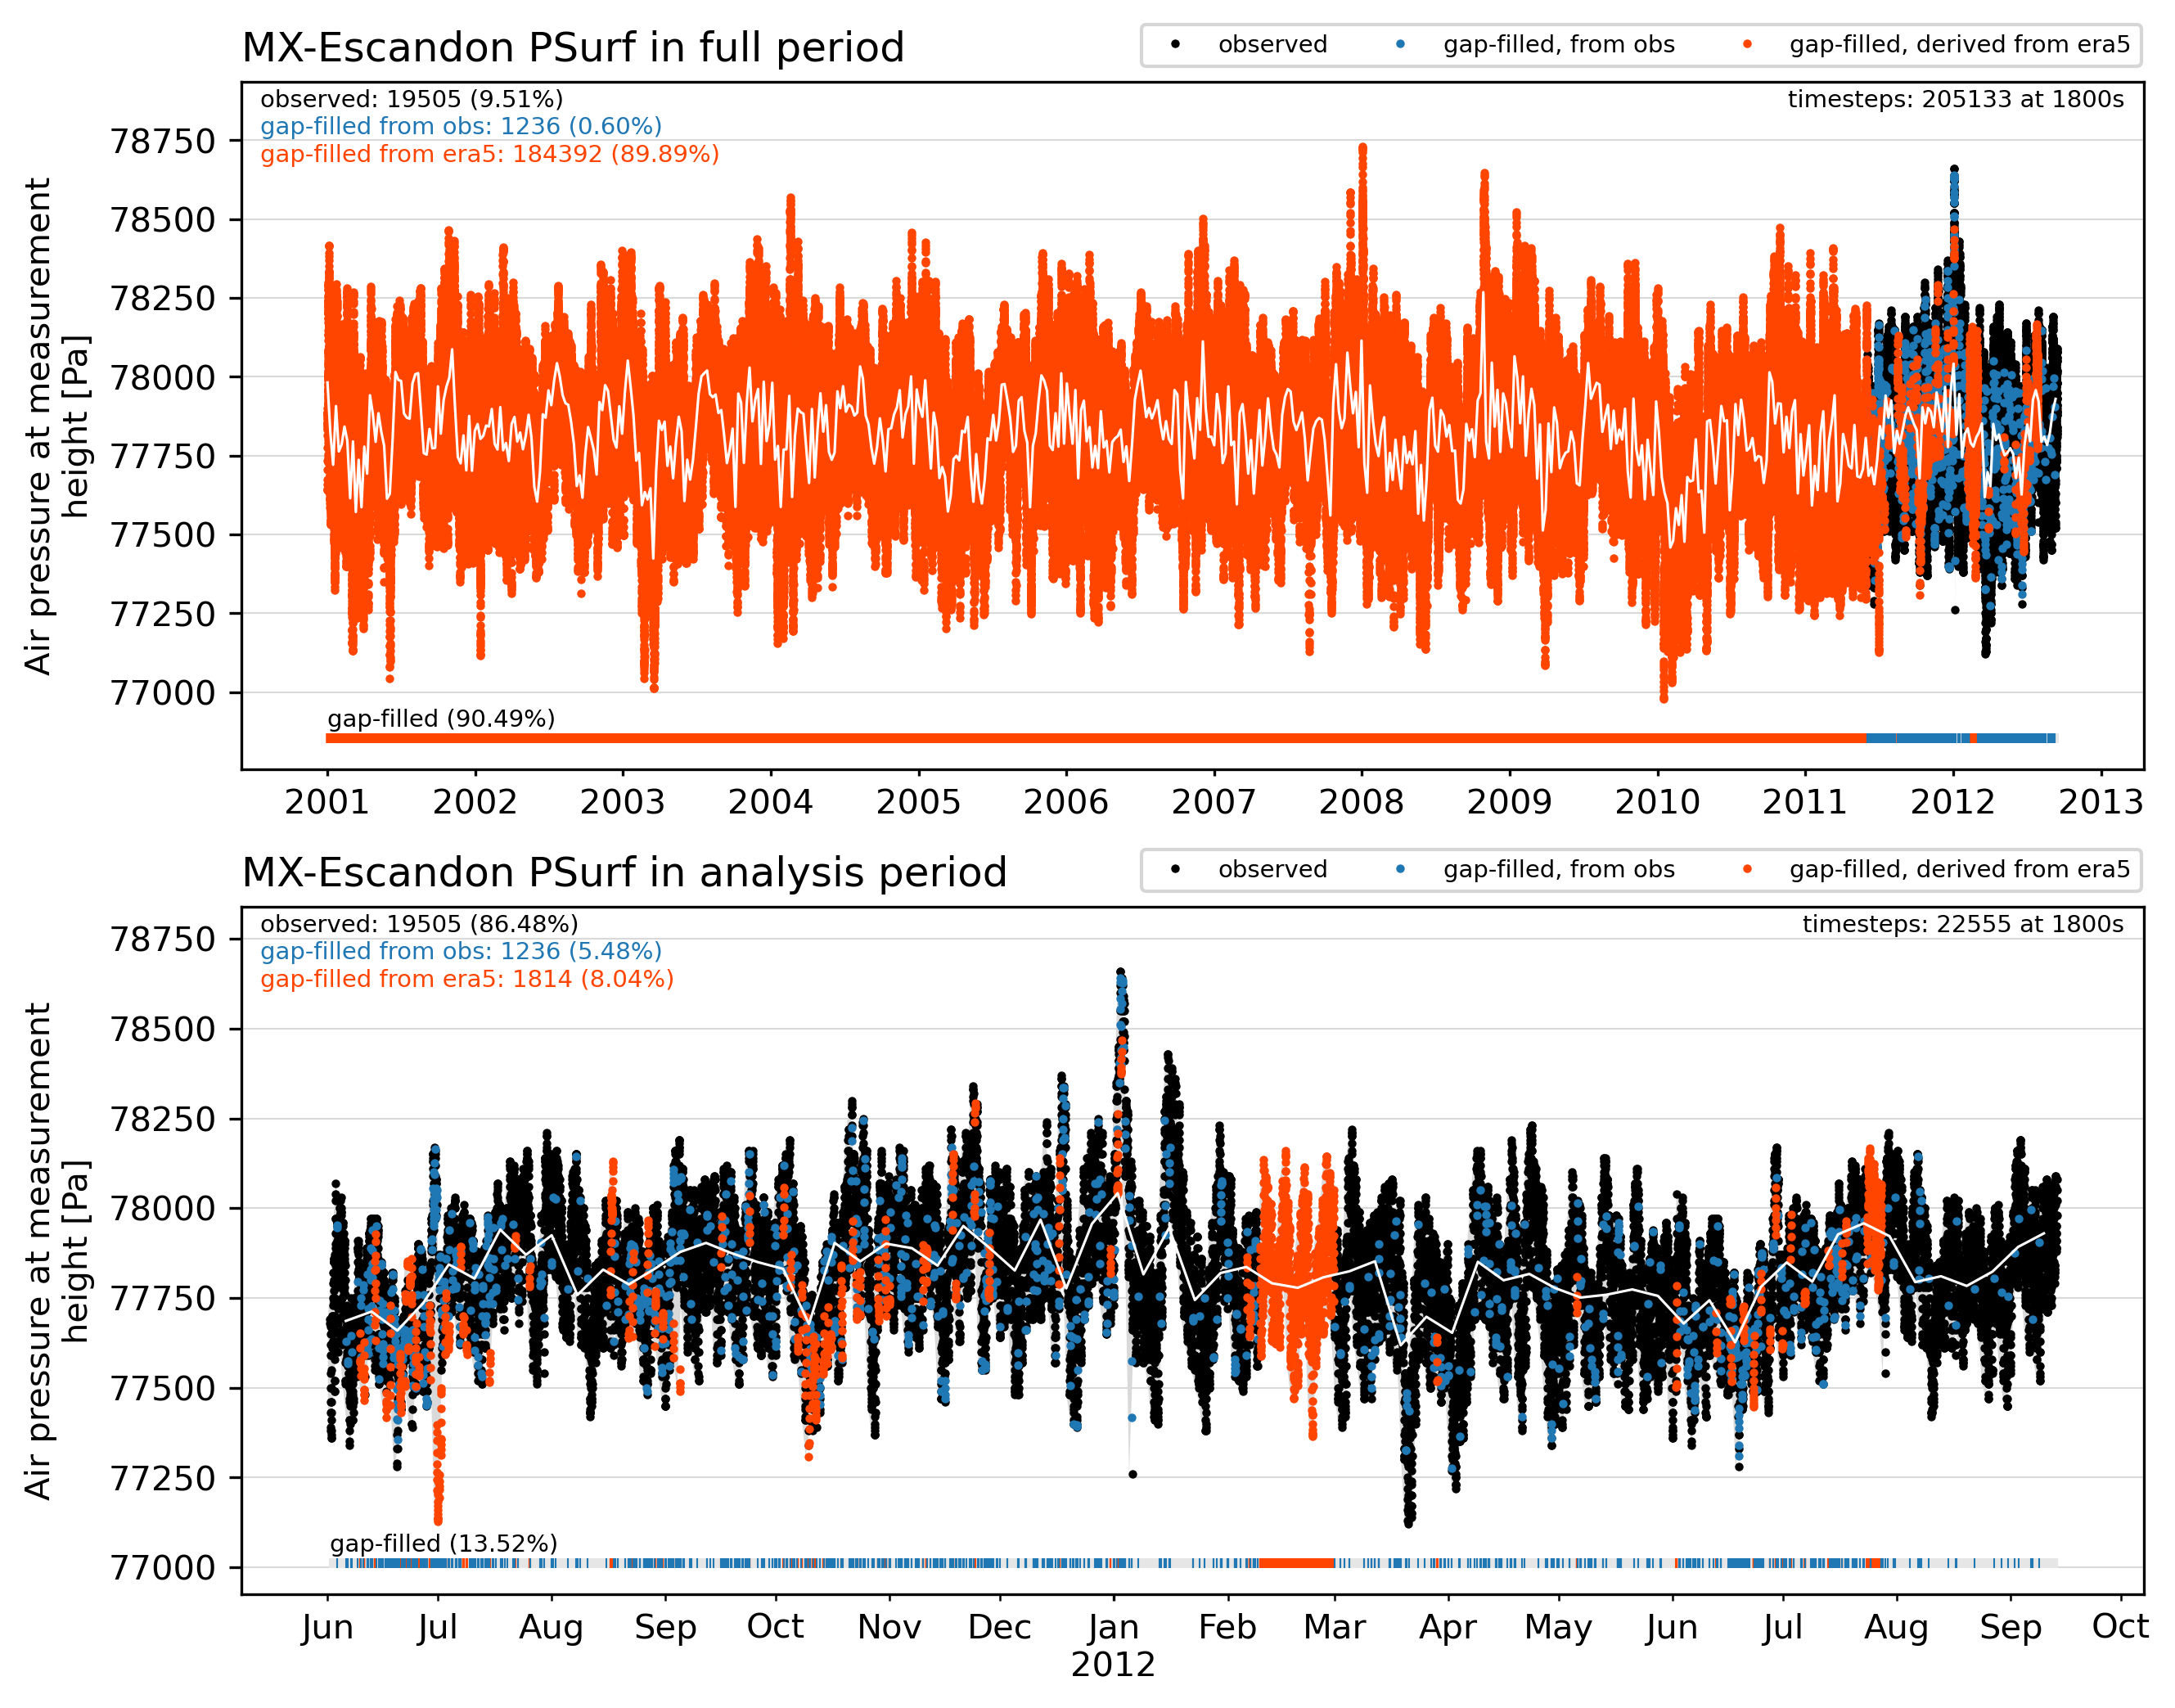 MX-Escandon PSurf in full period
observed
gap-filled, from obs
gap-filled, derived from era5
observed: 19505 (9.51%)
gap-filled from obs: 1236 (0.60%)
gap-filled from era5: 184392 (89.89%)
timesteps: 205133 at 1800s
Air pressure at measurement
height [Pa]
78750
78500
78250
78000
77750
77500
77250
77000
gap-filled (90.49%)
2001 2002 2003 2004 2005 2006 2007 2008 2009 2010 2011 2012 2013
MX-Escandon PSurf in analysis period
observed
gap-filled, from obs
gap-filled, derived from era5
observed: 19505 (86.48%)
gap-filled from obs: 1236 (5.48%)
gap-filled from era5: 1814 (8.04%)
timesteps: 22555 at 1800s
Air pressure at measurement
height [Pa]
78750
78500
78250
78000
77750
77500
77250
77000
gap-filled (13.52%)
Jun Jul Aug Sep Oct Nov Dec Jan Feb Mar Apr May Jun Jul Aug Sep Oct
2012